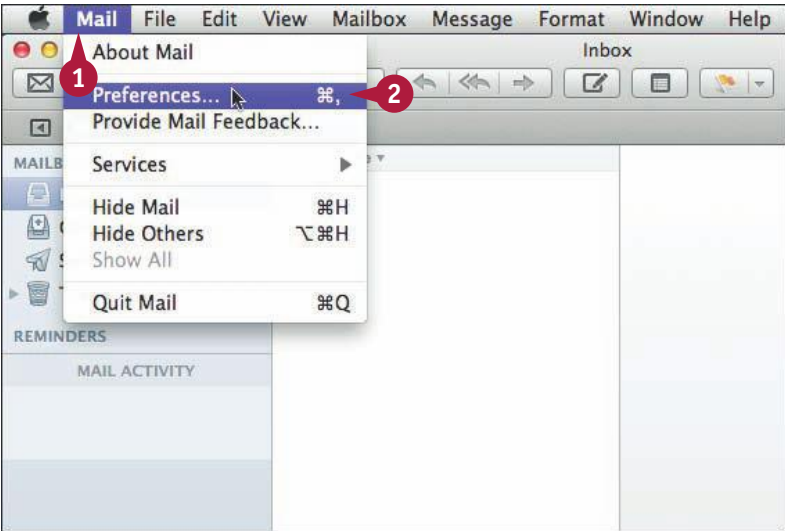 Mail File Edit View Mailbox Message Format Window Help
Inbox
About Mail
1
Preferences... ⌘,
2
Provide Mail Feedback...
MAILB
Services ▶
Hide Mail ⌘H
Hide Others ⌥⌘H
Show All
Quit Mail ⌘Q
REMINDERS
MAIL ACTIVITY